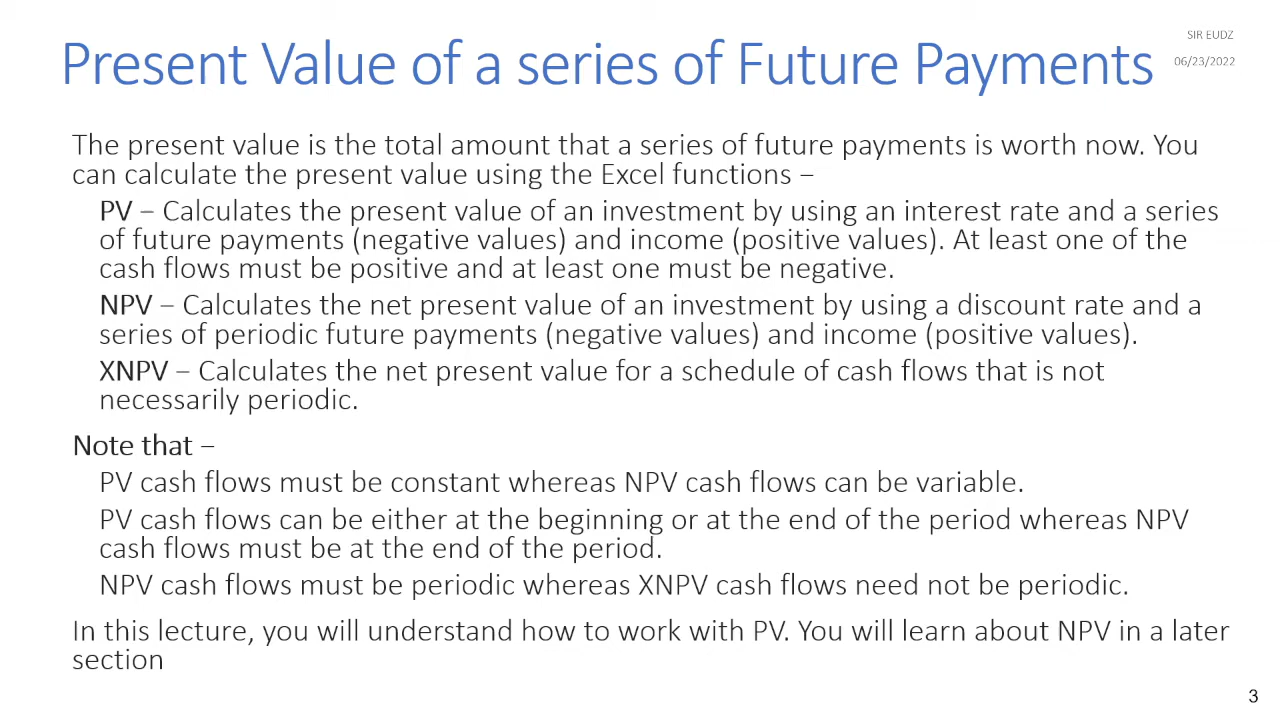 Present Value of a series of Future Payments
SIR EUDZ
06/23/2022
The present value is the total amount that a series of future payments is worth now. You
can calculate the present value using the Excel functions –
PV – Calculates the present value of an investment by using an interest rate and a series
of future payments (negative values) and income (positive values). At least one of the
cash flows must be positive and at least one must be negative.
NPV – Calculates the net present value of an investment by using a discount rate and a
series of periodic future payments (negative values) and income (positive values).
XNPV – Calculates the net present value for a schedule of cash flows that is not
necessarily periodic.
Note that –
PV cash flows must be constant whereas NPV cash flows can be variable.
PV cash flows can be either at the beginning or at the end of the period whereas NPV
cash flows must be at the end of the period.
NPV cash flows must be periodic whereas XNPV cash flows need not be periodic.
In this lecture, you will understand how to work with PV. You will learn about NPV in a later
section
3